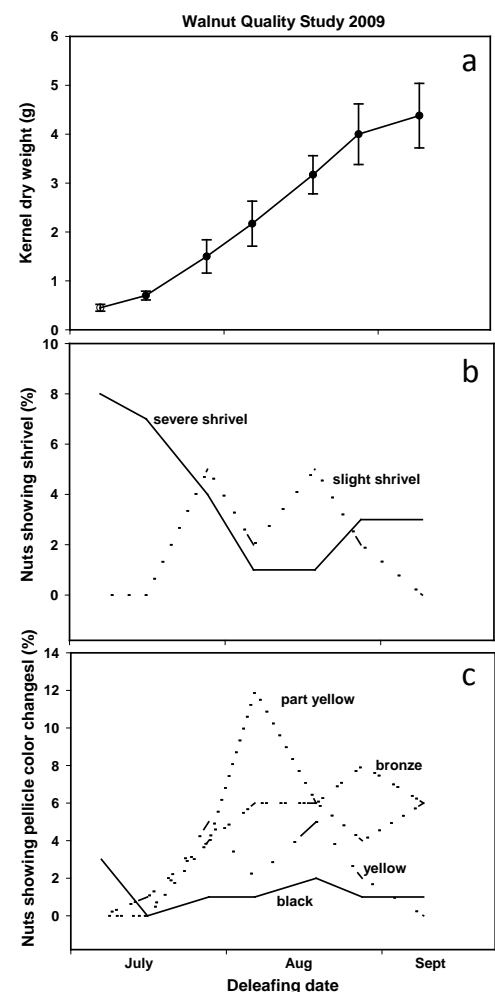 Walnut Quality Study 2009
a
Kernel dry weight (g)
6
5
4
3
2
1
0
b
Nuts showing shrivel (%)
10
8
6
4
2
0
severe shrivel
slight shrivel
c
Nuts showing pellicle color changesl (%)
14
12
10
8
6
4
2
0
part yellow
bronze
yellow
black
July Aug Sept
Deleafing date